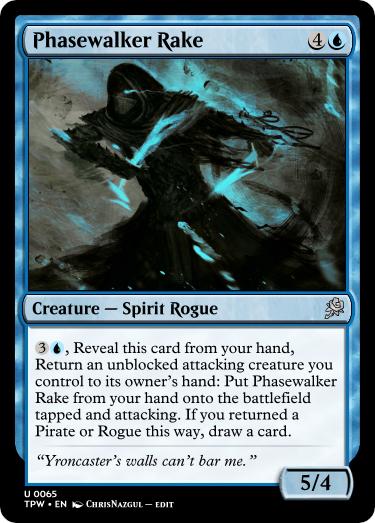 Phasewalker Rake 4
Creature — Spirit Rogue
3, Reveal this card from your hand,
Return an unblocked attacking creature you
control to its owner's hand: Put Phasewalker
Rake from your hand onto the battlefield
tapped and attacking. If you returned a
Pirate or Rogue this way, draw a card.
“Yroncaster's walls can't bar me.”
5/4
U 0065
TPW • EN ChrisNazgul — edit